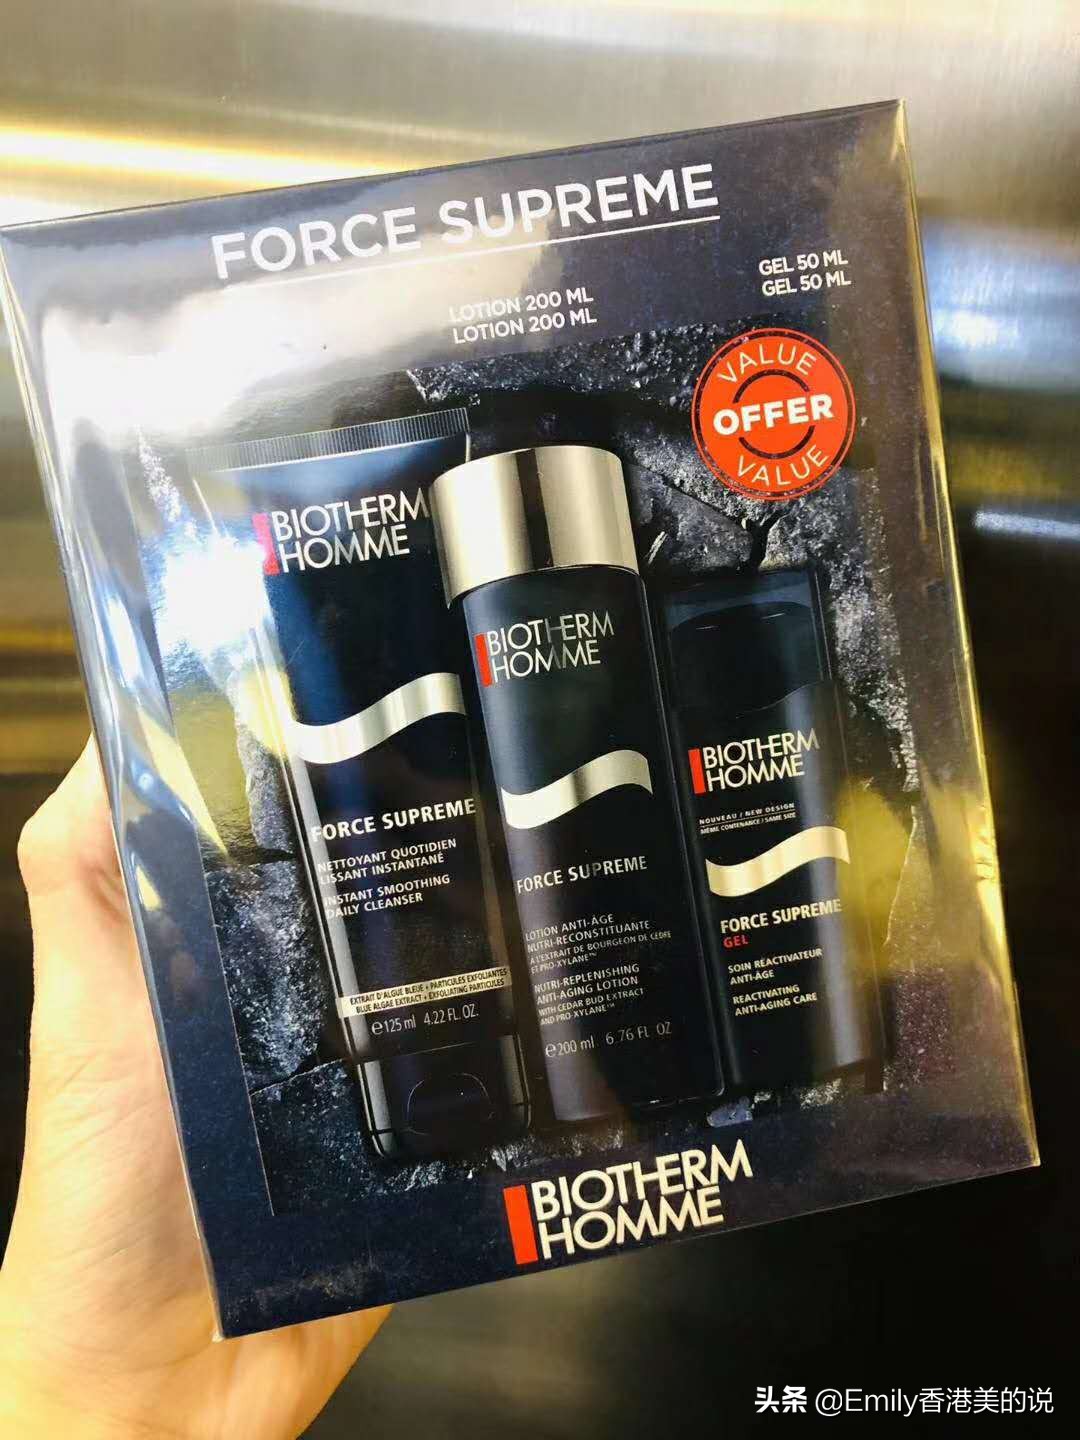 FORCE SUPREME
LOTION 200 ML
LOTION 200 ML
GEL 50 ML
GEL 50 ML
VALUE
OFFER
VALUE
BIOTHERM
HOMME
FORCE SUPREME
NETTOYANT QUOTIDIEN
LISSANT INSTANTANÉ
INSTANT SMOOTHING
DAILY CLEANSER
EXTRAIT D'ALGUE BLEUE + PARTICULES EXFOLIANTES
BLUE ALGAE EXTRACT + EXFOLIATING PARTICULES
℮125 ml 4.22 FL. OZ.
BIOTHERM
HOMME
FORCE SUPREME
LOTION ANTI-ÂGE
NUTRI-RECONSTITUANTE
À L'EXTRAIT DE BOURGEON DE CÈDRE
ET PRO-XYLANE™
NUTRI-REPLENISHING
ANTI-AGING LOTION
WITH CEDAR BUD EXTRACT
AND PRO-XYLANE™
℮200 ml 6.76 FL. OZ
BIOTHERM
HOMME
NOUVEAU / NEW DESIGN
MÊME CONTENANCE / SAME SIZE
FORCE SUPREME
GEL
SOIN RÉACTIVATEUR
ANTI-ÂGE
REACTIVATING
ANTI-AGING CARE
BIOTHERM
HOMME
头条 @Emily香港美的说